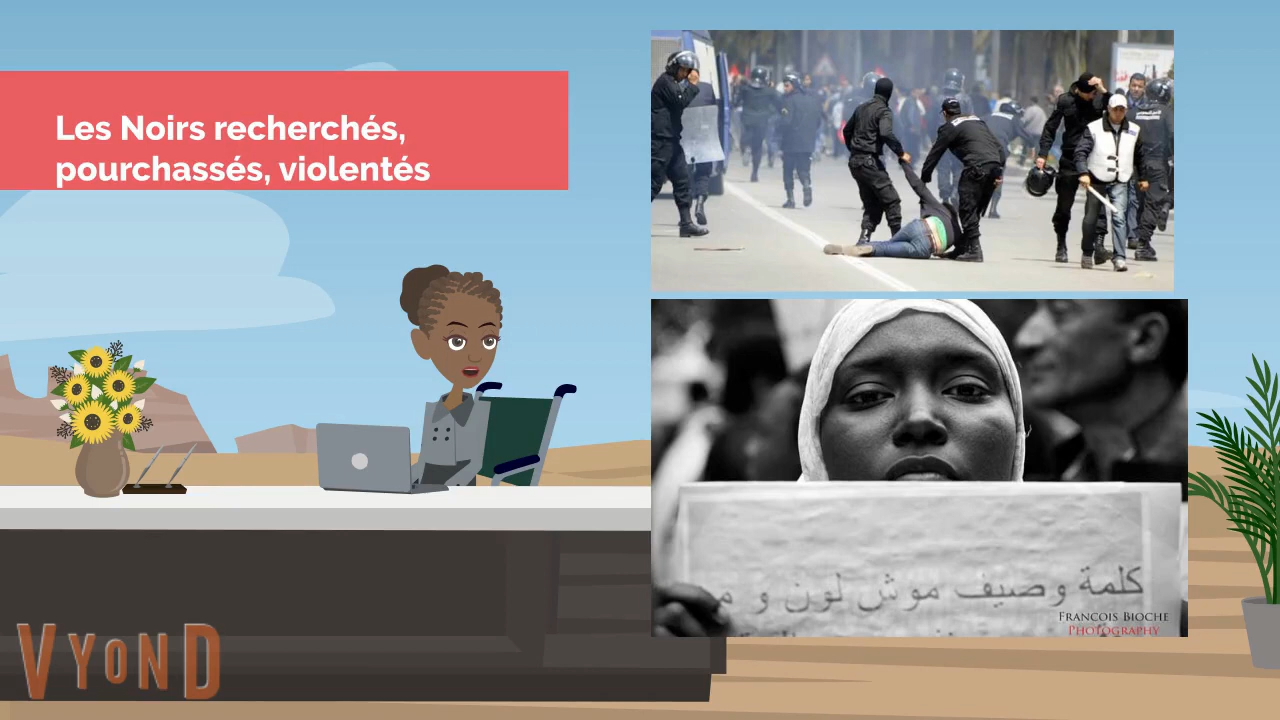 Les Noirs recherchés,
pourchassés, violentés
كلمة وصيف موش لون و م
FRANCOIS BIOCHE
PHOTOGRAPHY
VYOND